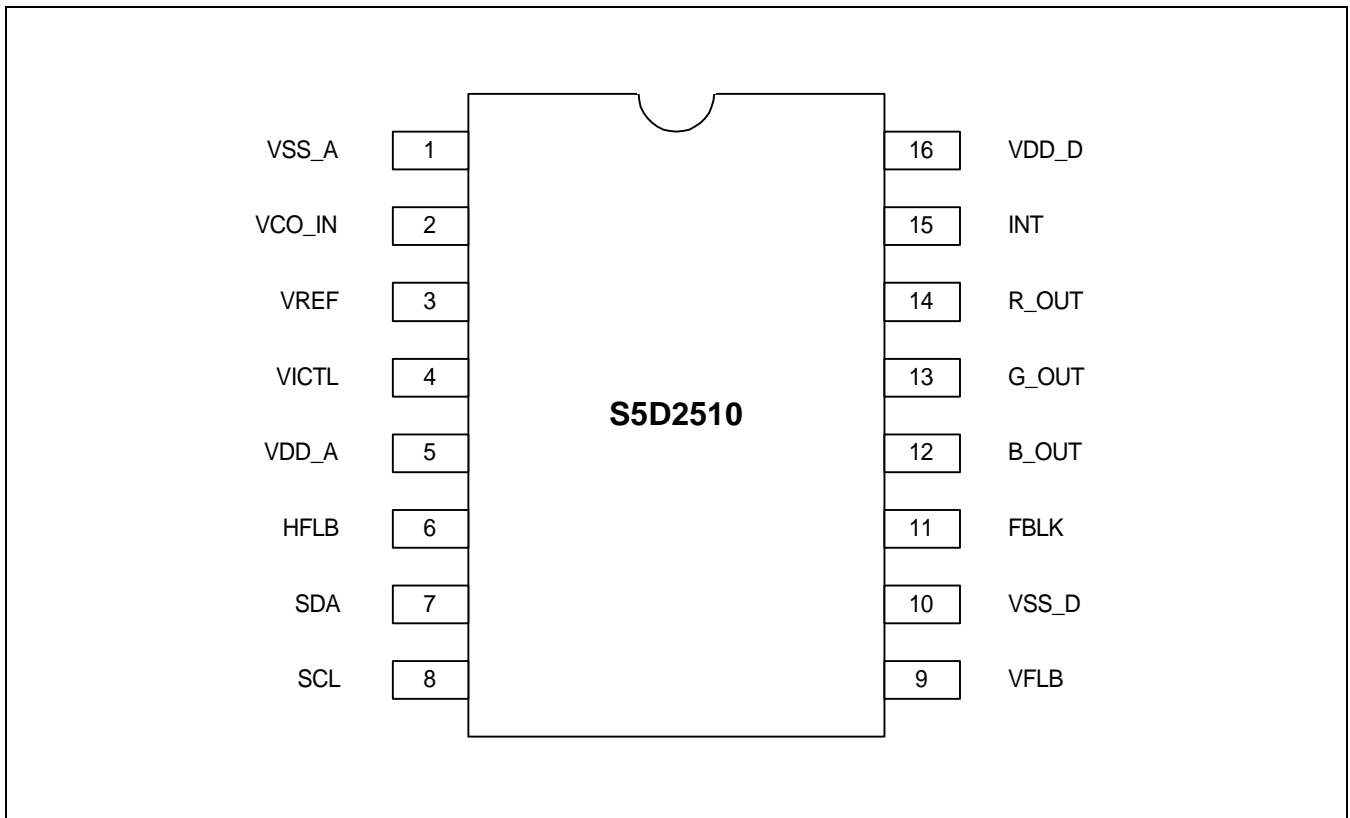 VSS_A 1 16 VDD_D
VCO_IN 2 15 INT
VREF 3 14 R_OUT
VICTL 4 13 G_OUT
S5D2510
VDD_A 5 12 B_OUT
HFLB 6 11 FBLK
SDA 7 10 VSS_D
SCL 8 9 VFLB